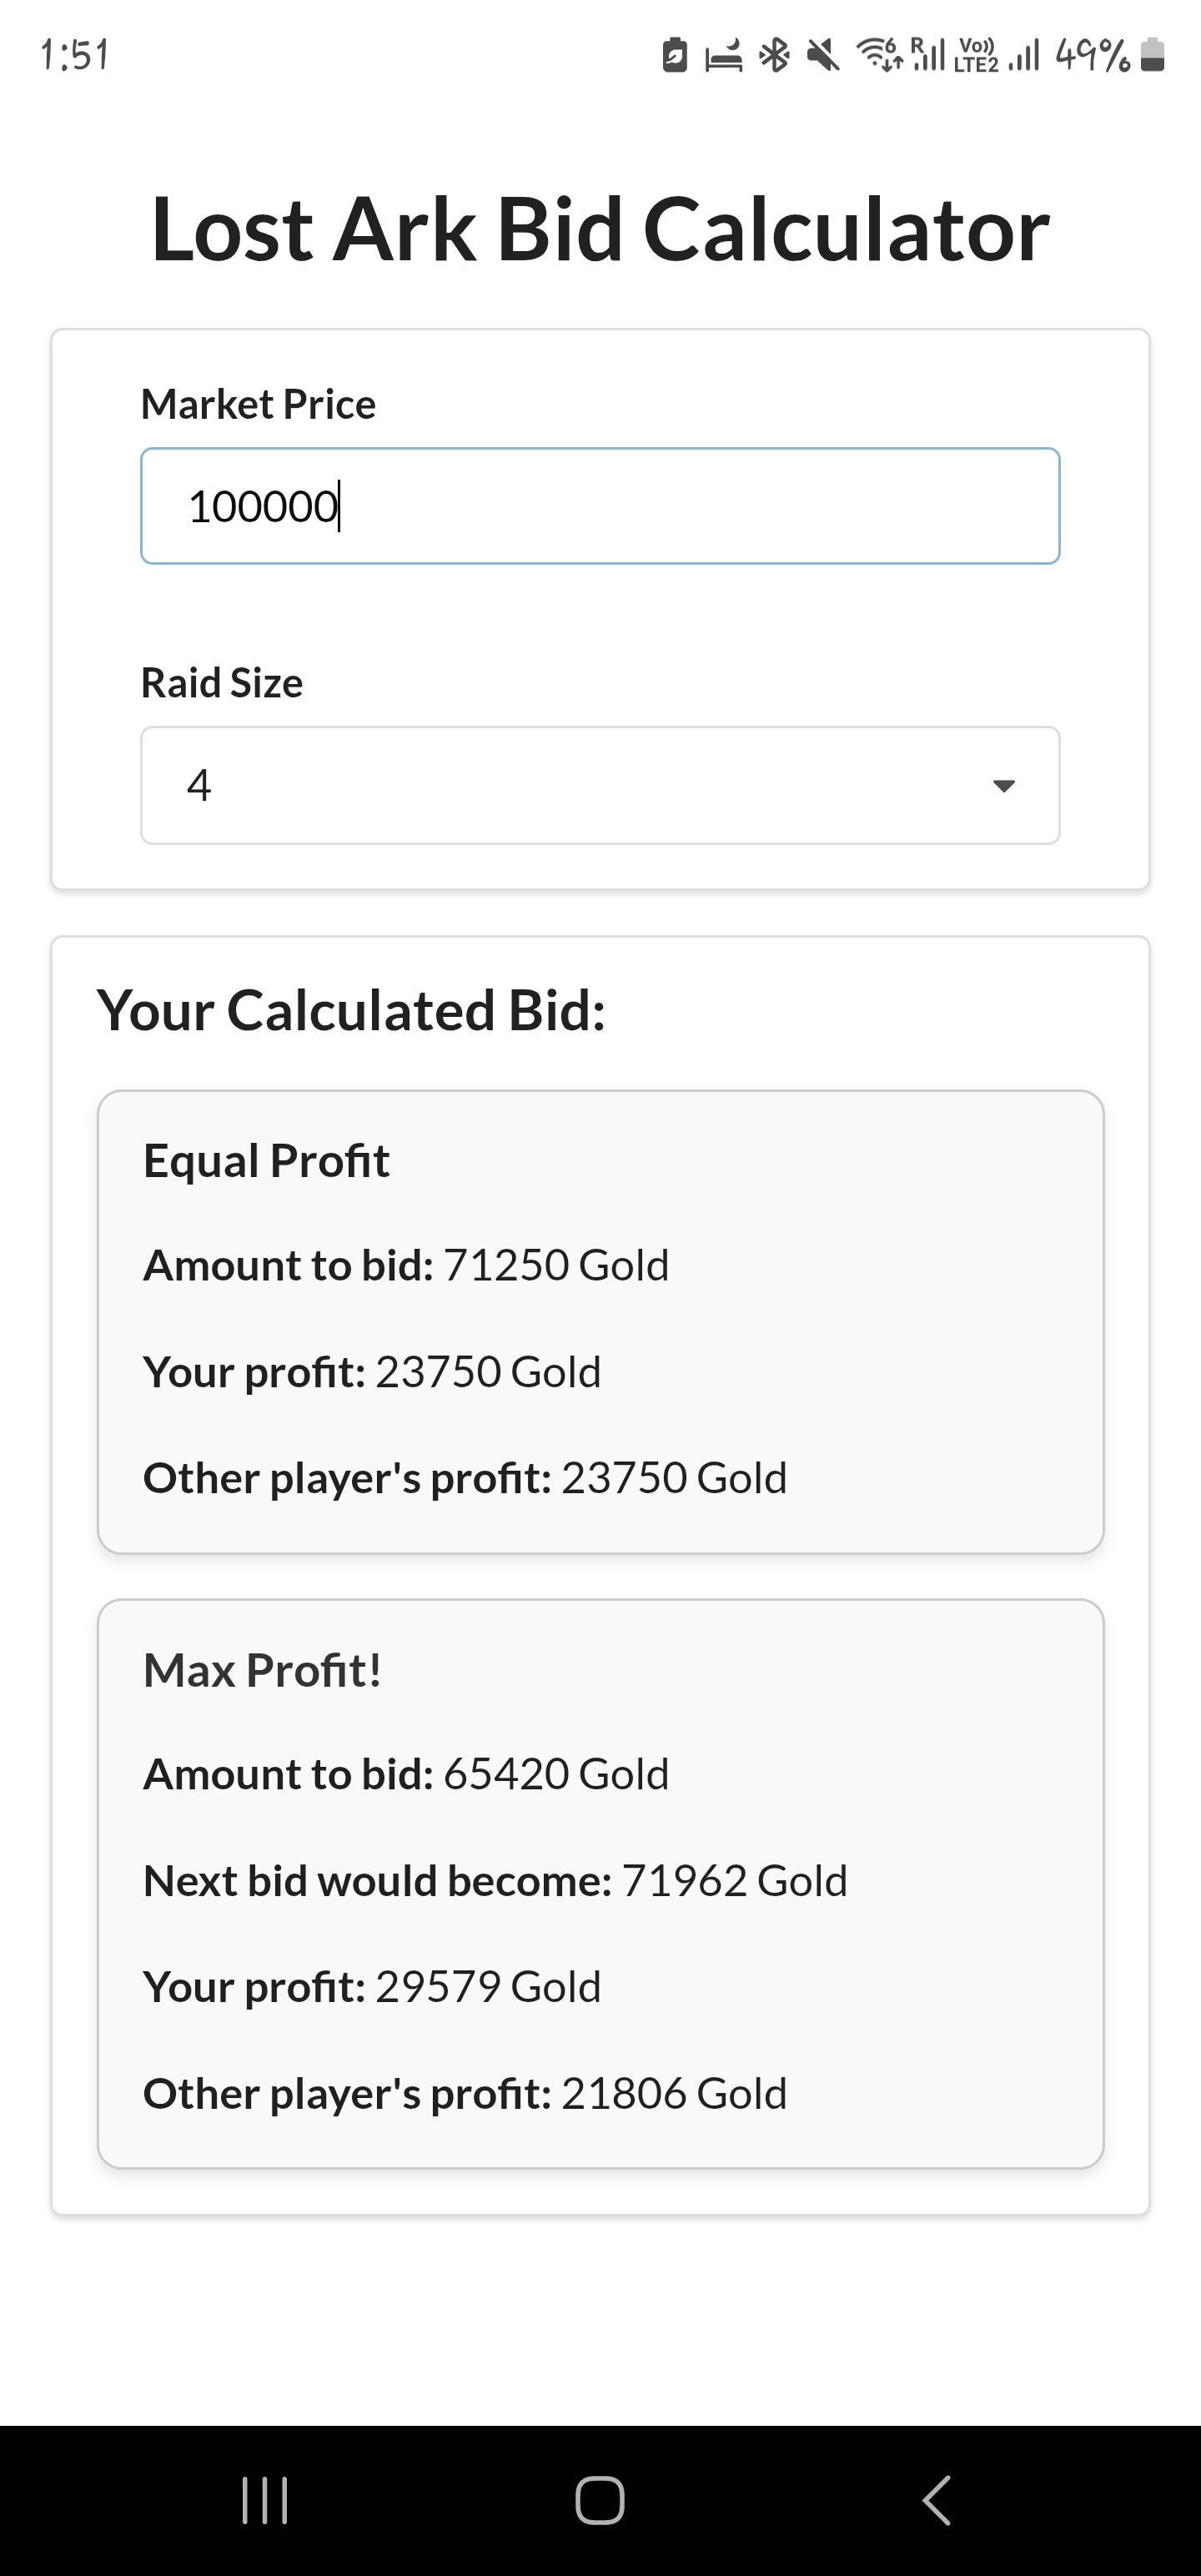 1:51
6 R Vo)) LTE2 49%
Lost Ark Bid Calculator
Market Price
100000
Raid Size
4
Your Calculated Bid:
Equal Profit
Amount to bid: 71250 Gold
Your profit: 23750 Gold
Other player's profit: 23750 Gold
Max Profit!
Amount to bid: 65420 Gold
Next bid would become: 71962 Gold
Your profit: 29579 Gold
Other player's profit: 21806 Gold